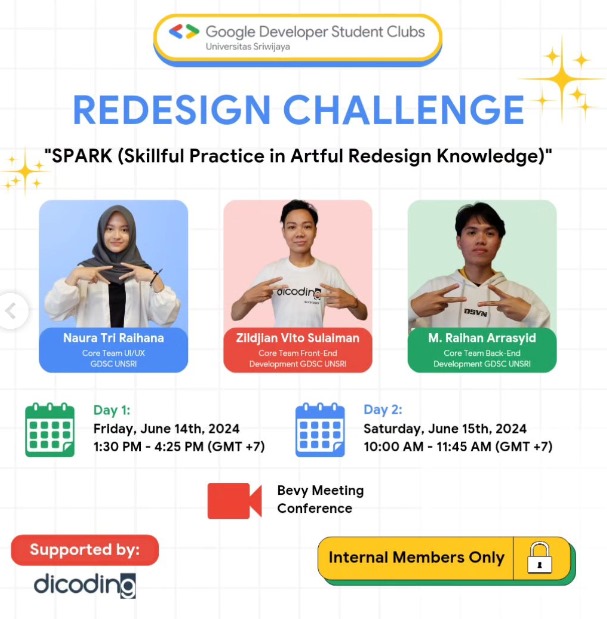 Google Developer Student Clubs
Universitas Sriwijaya
REDESIGN CHALLENGE
"SPARK (Skillful Practice in Artful Redesign Knowledge)"
dicoding
DSVN
Naura Tri Raihana
Core Team UI/UX
GDSC UNSRI
Zildjian Vito Sulaiman
Core Team Front-End
Development GDSC UNSRI
M. Raihan Arrasyid
Core Team Back-End
Development GDSC UNSRI
Day 1:
Friday, June 14th, 2024
1:30 PM - 4:25 PM (GMT +7)
Day 2:
Saturday, June 15th, 2024
10:00 AM - 11:45 AM (GMT +7)
Bevy Meeting
Conference
Supported by:
dicoding
Internal Members Only